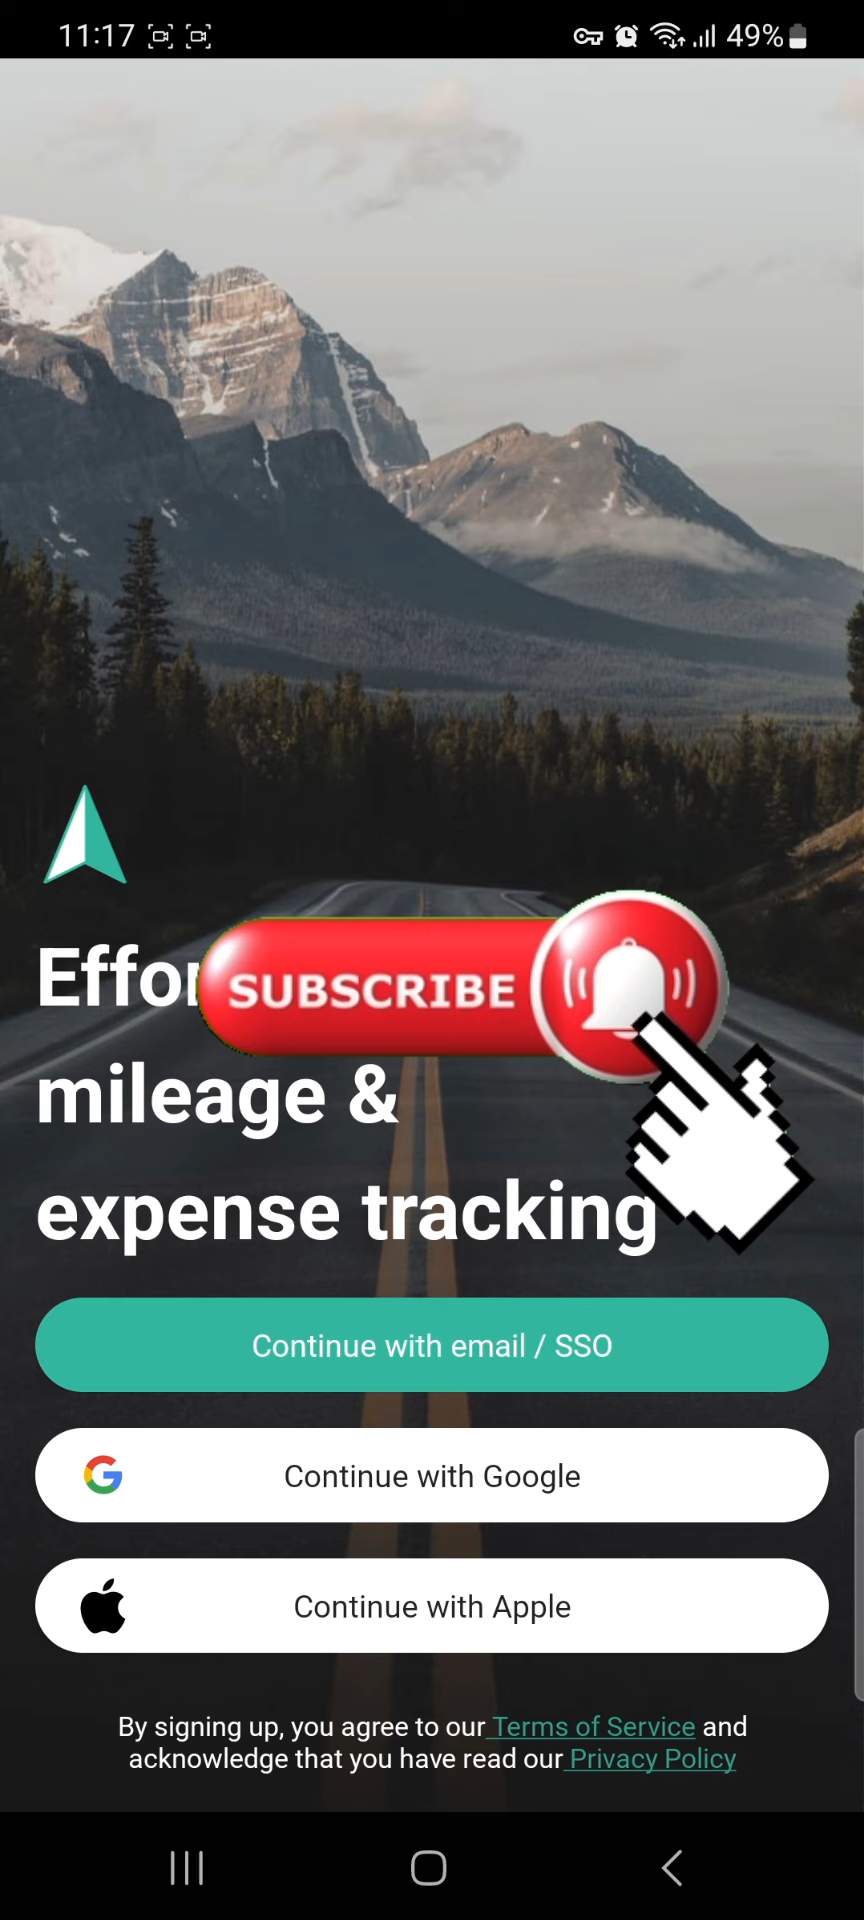 11:17
49%
SUBSCRIBE
mileage &
expense tracking
Continue with email / SSO
Continue with Google
Continue with Apple
By signing up, you agree to our Terms of Service and
acknowledge that you have read our Privacy Policy